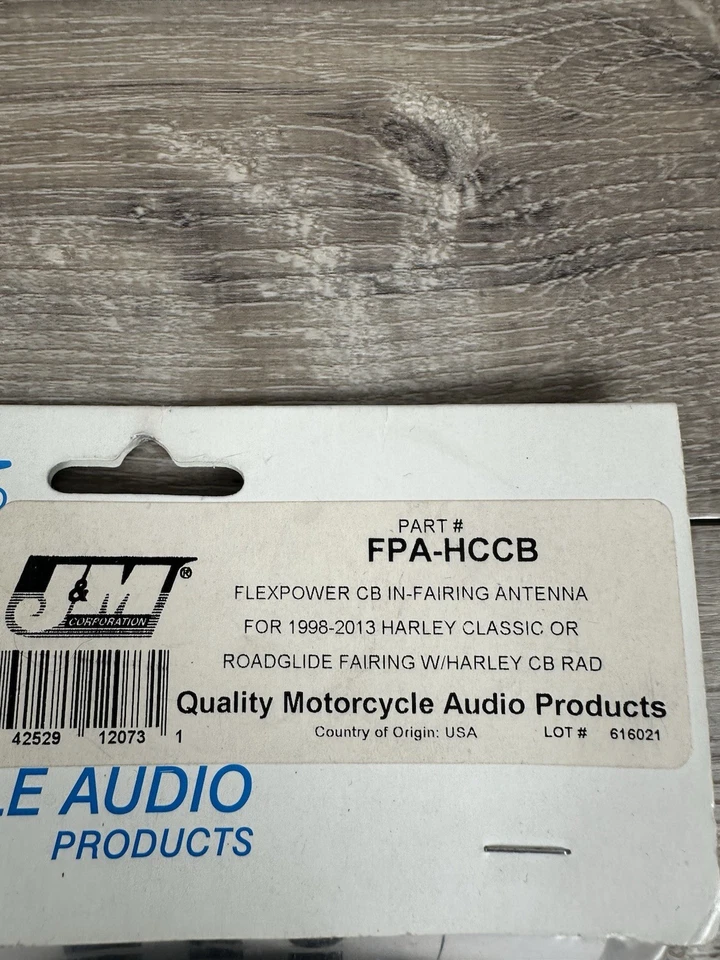 PART #
FPA-HCCB
J&M®
CORPORATION
FLEXPOWER CB IN-FAIRING ANTENNA
FOR 1998-2013 HARLEY CLASSIC OR
ROADGLIDE FAIRING W/HARLEY CB RAD
Quality Motorcycle Audio Products
42529 12073 1
Country of Origin: USA LOT # 616021
LE AUDIO
PRODUCTS